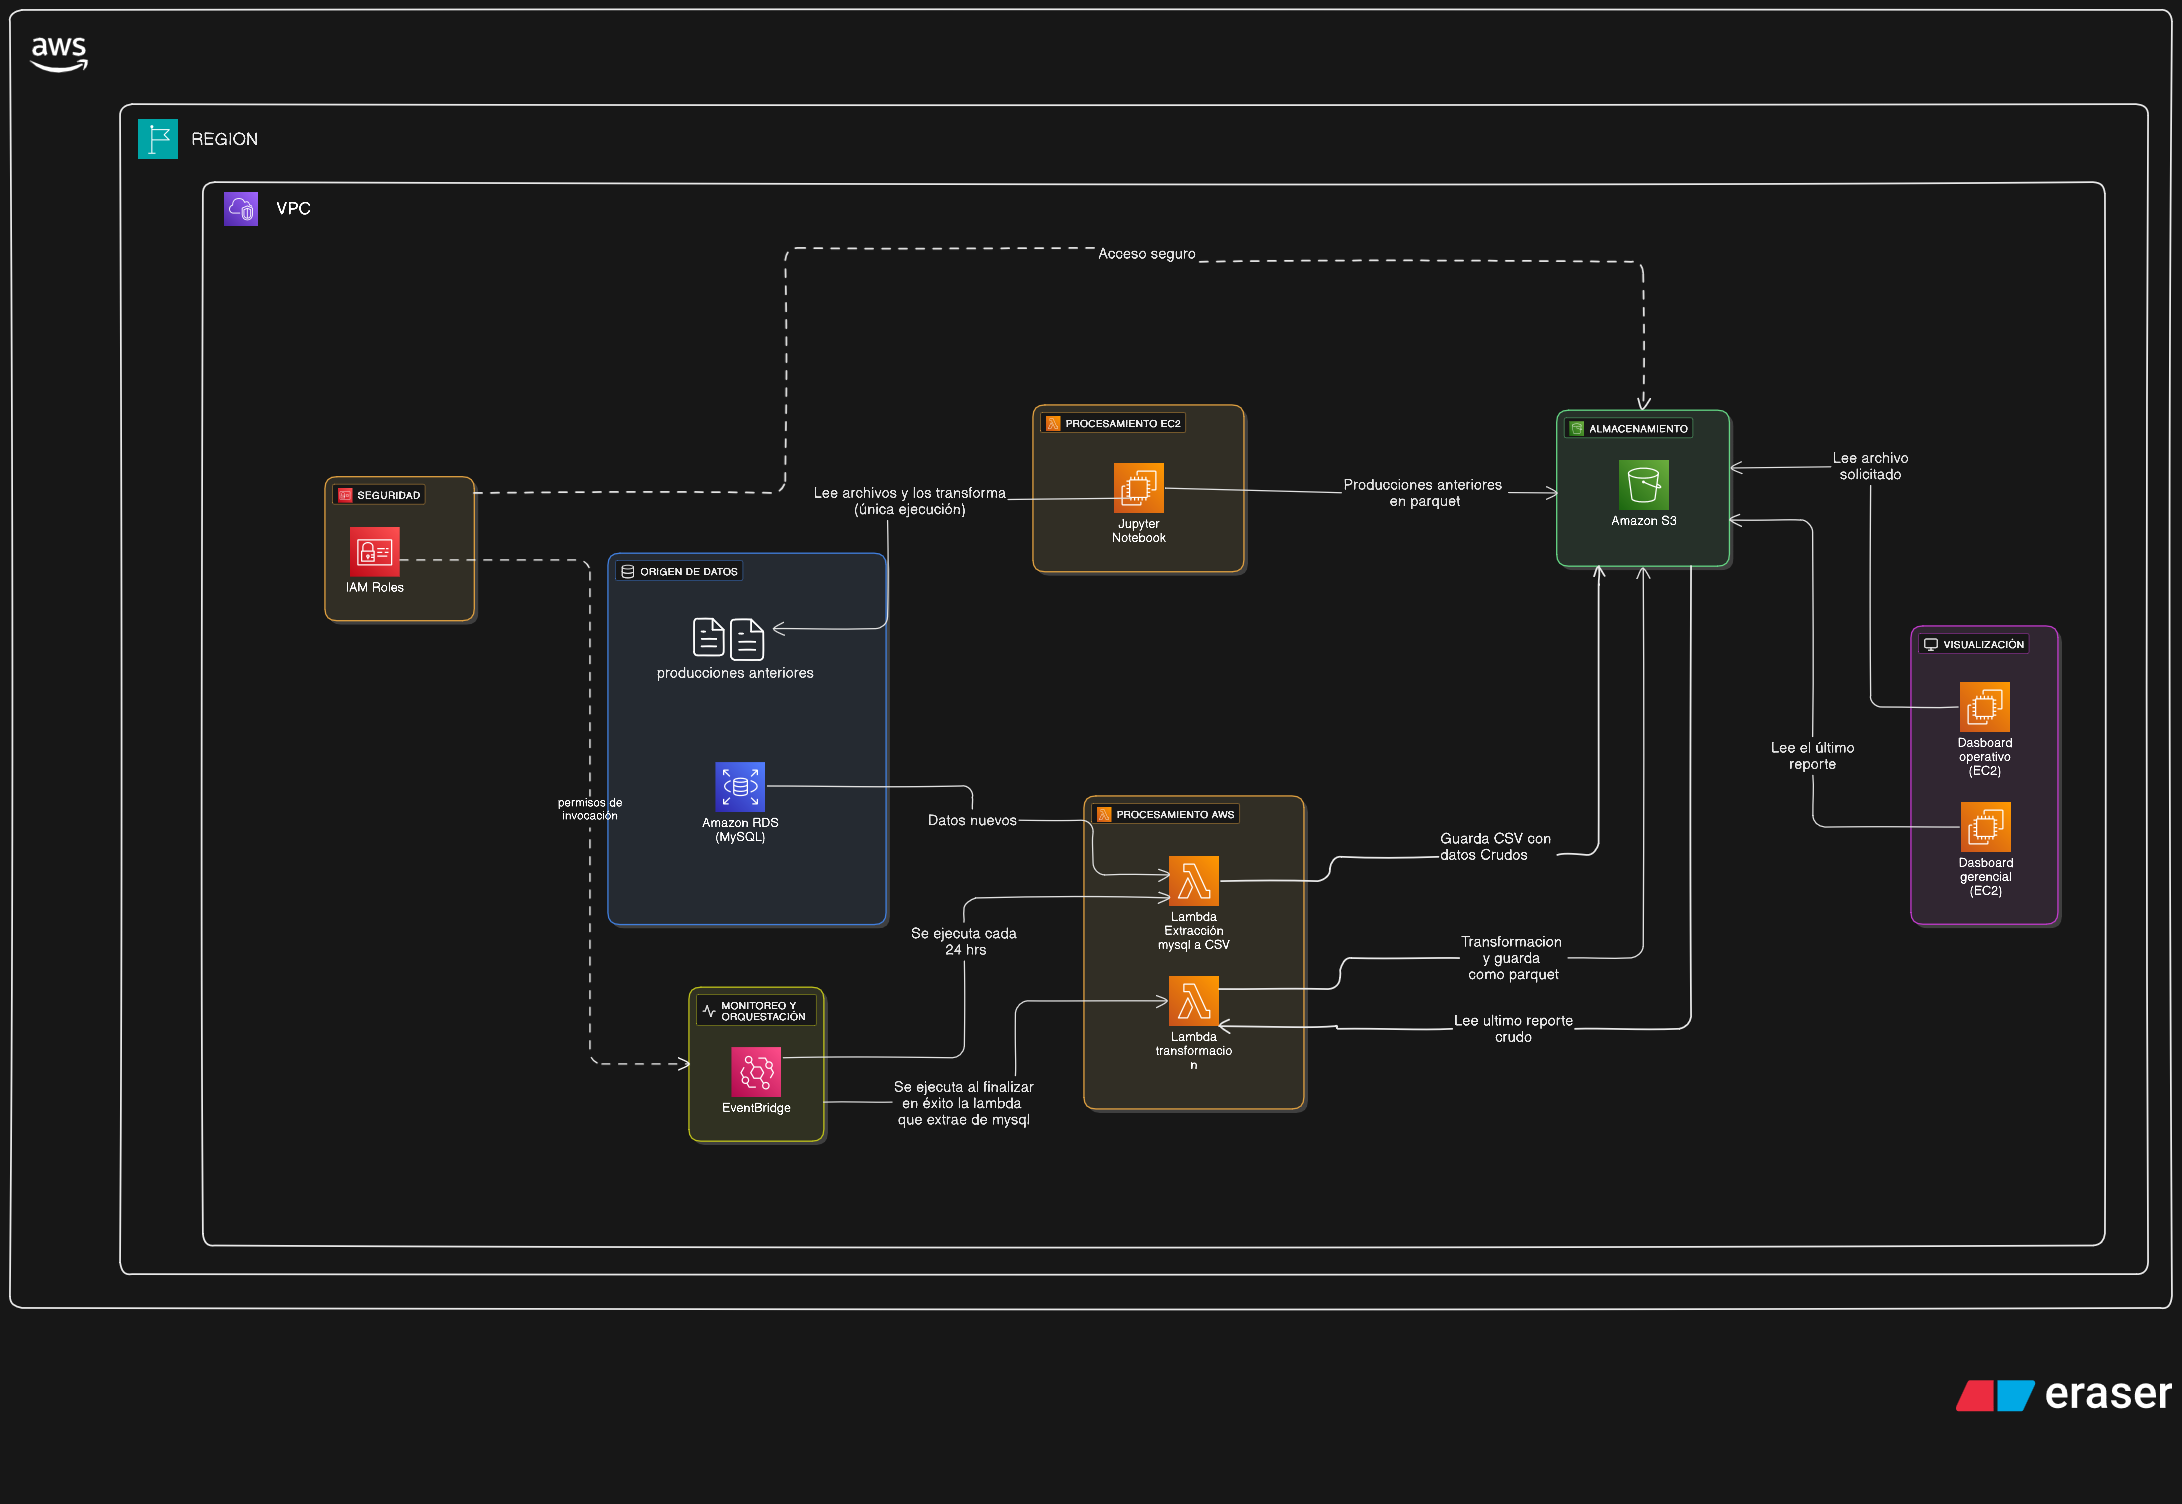 aws
REGION
VPC
Acceso seguro
PROCESAMIENTO EC2
Jupyter
Notebook
Lee archivos y los transforma
(única ejecución)
Producciones anteriores
en parquet
ALMACENAMIENTO
Amazon S3
Lee archivo
solicitado
SEGURIDAD
IAM Roles
ORIGEN DE DATOS
producciones anteriores
Amazon RDS
(MySQL)
permisos de
invocación
Datos nuevos
PROCESAMIENTO AWS
Lambda
Extracción
mysql a CSV
Lambda
transformacio
n
Guarda CSV con
datos Crudos
Transformacion
y guarda
como parquet
Lee ultimo reporte
crudo
Lee el último
reporte
VISUALIZACIÓN
Dasboard
operativo
(EC2)
Dasboard
gerencial
(EC2)
Se ejecuta cada
24 hrs
MONITOREO Y
ORQUESTACIÓN
EventBridge
Se ejecuta al finalizar
en éxito la lambda
que extrae de mysql
eraser